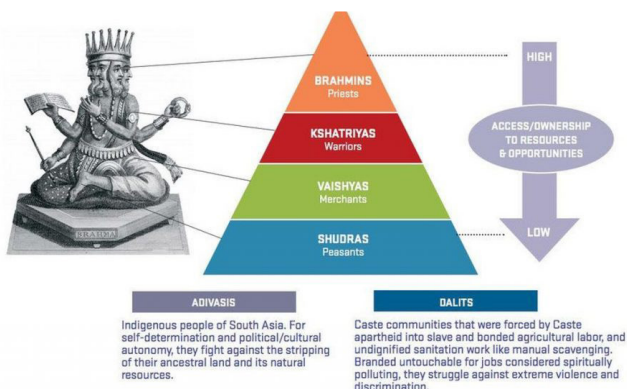 BRAHMINS
Priests
KSHATRIYAS
Warriors
VAISHYAS
Merchants
SHUDRAS
Peasants
HIGH
ACCESS/OWNERSHIP
TO RESOURCES
& OPPORTUNITIES
LOW
ADIVASIS
Indigenous people of South Asia. For
self-determination and political/cultural
autonomy, they fight against the stripping
of their ancestral land and its natural
resources.
DALITS
Caste communities that were forced by Caste
apartheid into slave and bonded agricultural labor, and
undignified sanitation work like manual scavenging.
Branded untouchable for jobs considered spiritually
polluting, they struggle against extreme violence and
discrimination.